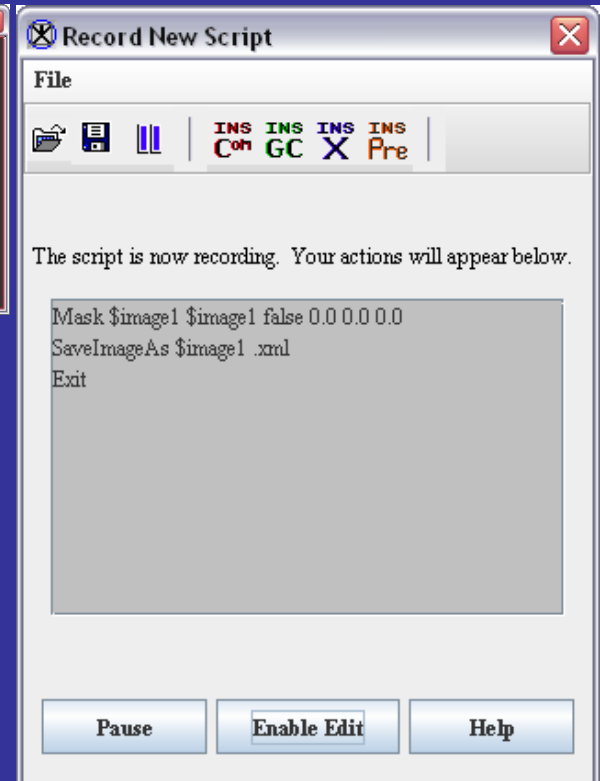 Record New Script
File
INS INS INS INS
Com GC X Pre
The script is now recording. Your actions will appear below.
Mask $image1 $image1 false 0.0 0.0 0.0
SaveImageAs $image1 .xml
Exit
Pause Enable Edit Help